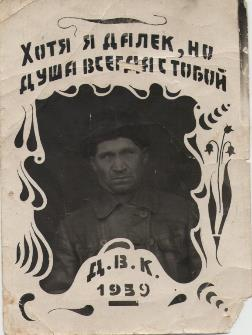 ХОТЯ Я ДАЛЕК, НО
ДУША ВСЕГДА С ТОБОЙ
Д.В.К.
1939